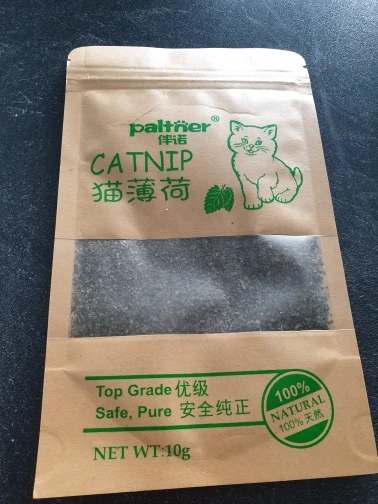 paltner®
伴诺
CATNIP
猫薄荷
Top Grade 优级
Safe, Pure 安全纯正
100%
NATURAL
100% 天然
NET WT:10g